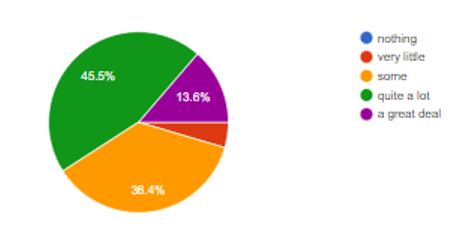 nothing
very little
some
quite a lot
a great deal
45.5%
13.6%
36.4%